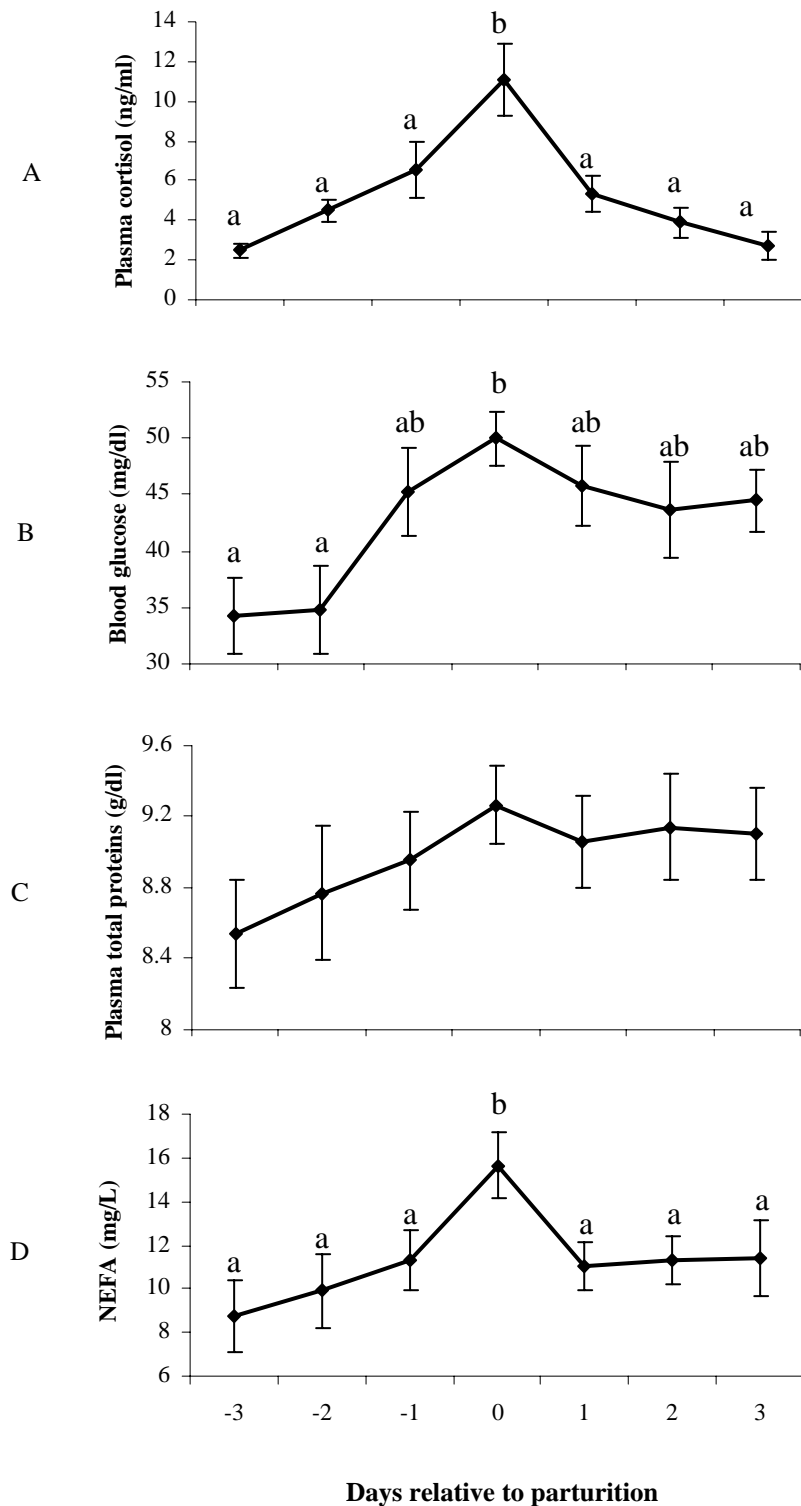 A
Plasma cortisol (ng/ml)
14
12
10
8
6
4
2
0
a
a
a
b
a
a
a
B
Blood glucose (mg/dl)
55
50
45
40
35
30
a
a
ab
b
ab
ab
ab
C
Plasma total proteins (g/dl)
9.6
9.2
8.8
8.4
8
D
NEFA (mg/L)
18
16
14
12
10
8
6
a
a
a
b
a
a
a
-3 -2 -1 0 1 2 3
Days relative to parturition